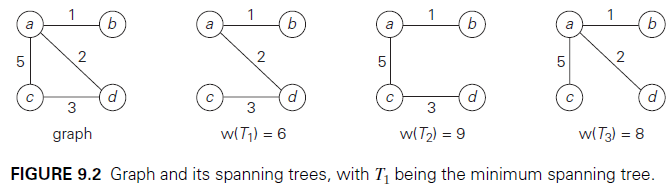 a 1 b
5 2
c 3 d
graph
a 1 b
2
c 3 d
w(T₁) = 6
a 1 b
5
c 3 d
w(T₂) = 9
a 1 b
5 2
c d
w(T₃) = 8
FIGURE 9.2 Graph and its spanning trees, with T₁ being the minimum spanning tree.